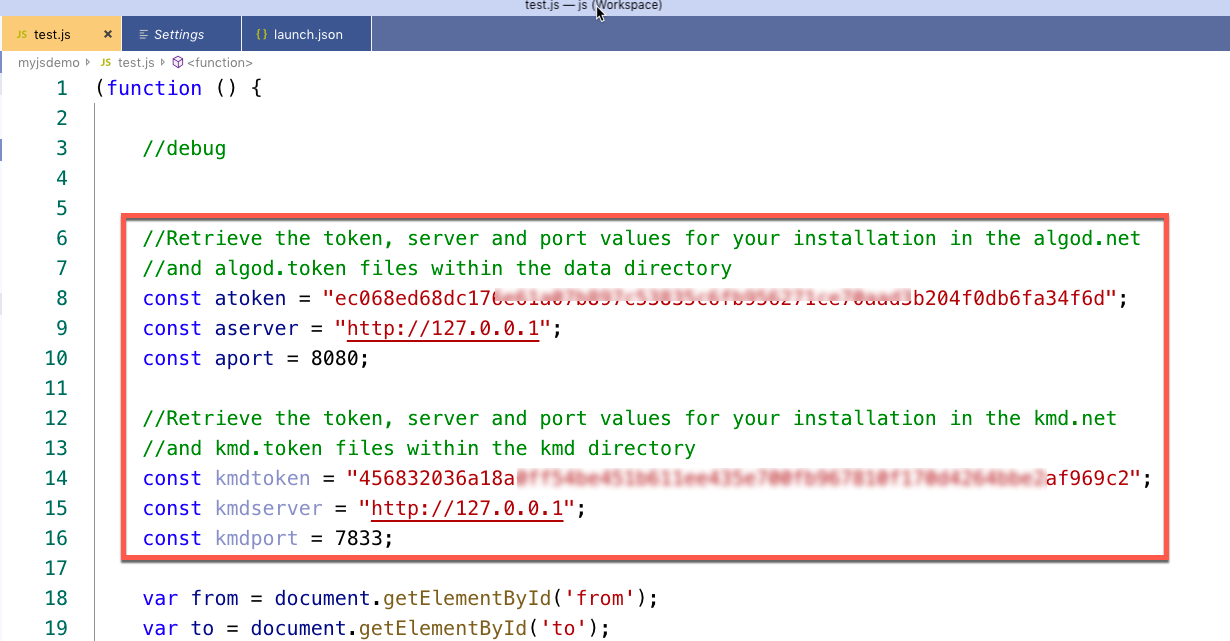 test.js — js (Workspace)
JS test.js × Settings {} launch.json
myjsdemo JS test.js <function>
1 (function () {
2
3 //debug
4
5
6 //Retrieve the token, server and port values for your installation in the algod.net
7 //and algod.token files within the data directory
8 const atoken = "ec068ed68dc17 b204f0db6fa34f6d";
9 const aserver = "http://127.0.0.1";
10 const aport = 8080;
11
12 //Retrieve the token, server and port values for your installation in the kmd.net
13 //and kmd.token files within the kmd directory
14 const kmdtoken = "456832036a18a af969c2";
15 const kmdserver = "http://127.0.0.1";
16 const kmdport = 7833;
17
18 var from = document.getElementById('from');
19 var to = document.getElementById('to');